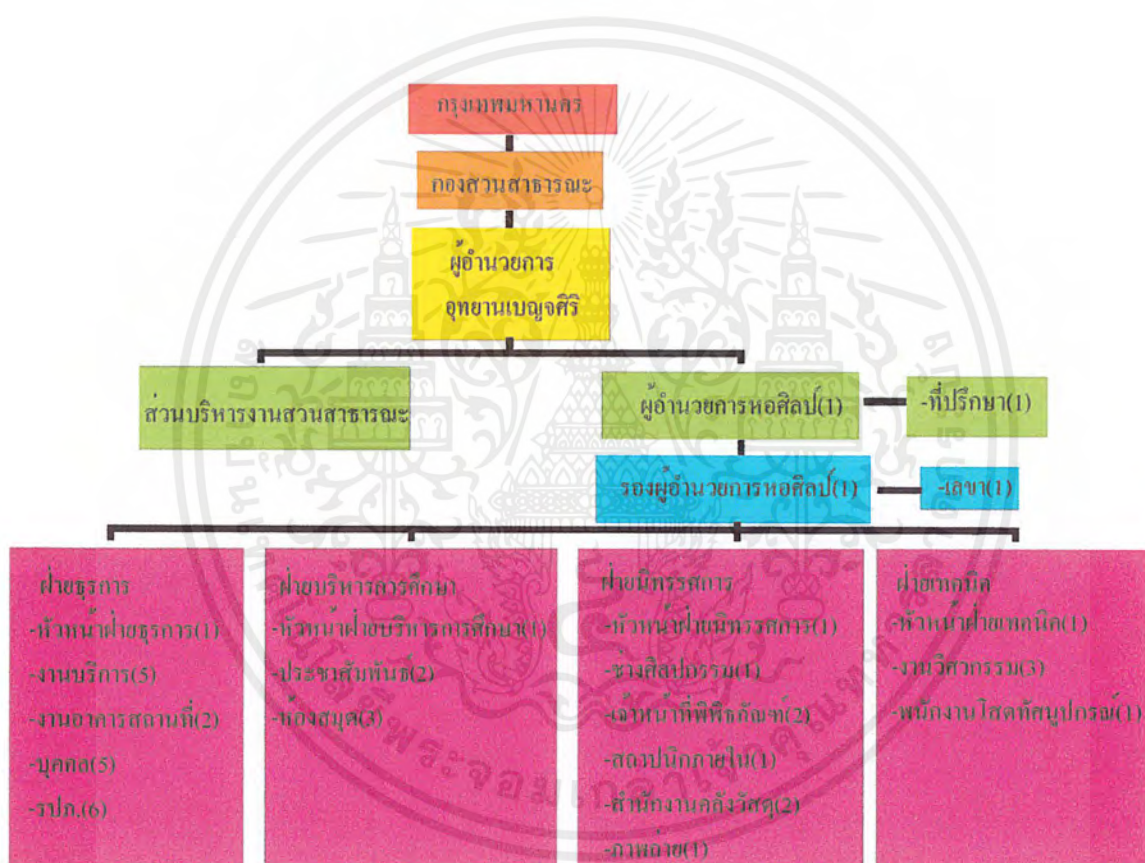 กรุงเทพมหานคร
กองสวนสาธารณะ
ผู้อำนวยการ
อุทยานเบญจศิริ
ส่วนบริหารงานสวนสาธารณะ
ผู้อำนวยการหอศิลป์(1)
-ที่ปรึกษา(1)
รองผู้อำนวยการหอศิลป์(1)
-เลขา(1)
ฝ่ายธุรการ
-หัวหน้าฝ่ายธุรการ(1)
-งานบริการ(5)
-งานอาคารสถานที่(2)
-บุคคล(5)
-รปภ.(6)
ฝ่ายบริหารการศึกษา
-หัวหน้าฝ่ายบริหารการศึกษา(1)
-ประชาสัมพันธ์(2)
-ห้องสมุด(3)
ฝ่ายนิทรรศการ
-หัวหน้าฝ่ายนิทรรศการ(1)
-ช่างศิลปกรรม(1)
-เจ้าหน้าที่พิพิธภัณฑ์(2)
-สถาปนิกภายใน(1)
-สำนักงานคลังวัสดุ(2)
-ภาพถ่าย(1)
ฝ่ายเทคนิค
-หัวหน้าฝ่ายเทคนิค(1)
-งานวิศวกรรม(3)
-พนักงานโสตทัศนูปกรณ์(1)